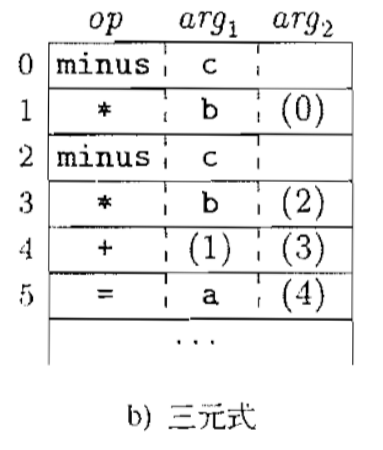 op arg₁ arg₂
0 minus c
1 * b (0)
2 minus c
3 * b (2)
4 + (1) (3)
5 = a (4)
...
b) 三元式